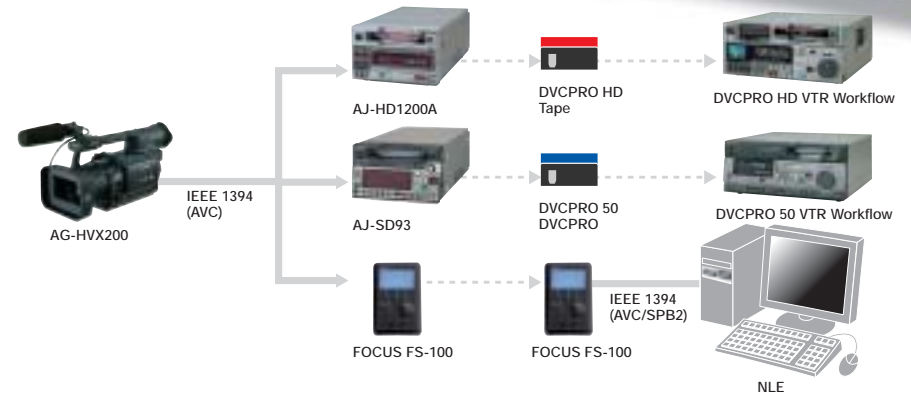 AJ-HD1200A
DVCPRO HD
Tape
DVCPRO HD VTR Workflow
AG-HVX200
IEEE 1394
(AVC)
AJ-SD93
DVCPRO 50
DVCPRO
DVCPRO 50 VTR Workflow
FOCUS FS-100
FOCUS FS-100
IEEE 1394
(AVC/SPB2)
NLE